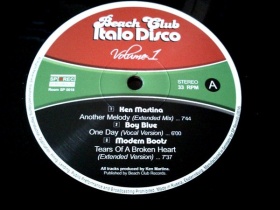 Beach Club
Italo Disco
Volume 1
STEREO
33 RPM
A
1 Ken Martina
Another Melody (Extended Mix) ... 7'44
2 Boy Blue
One Day (Vocal Version) ... 6'00
3 Modern Boots
Tears Of A Broken Heart
(Extended Version) ... 7'37
All tracks produced by Ken Martina.
Published by Beach Club Records.